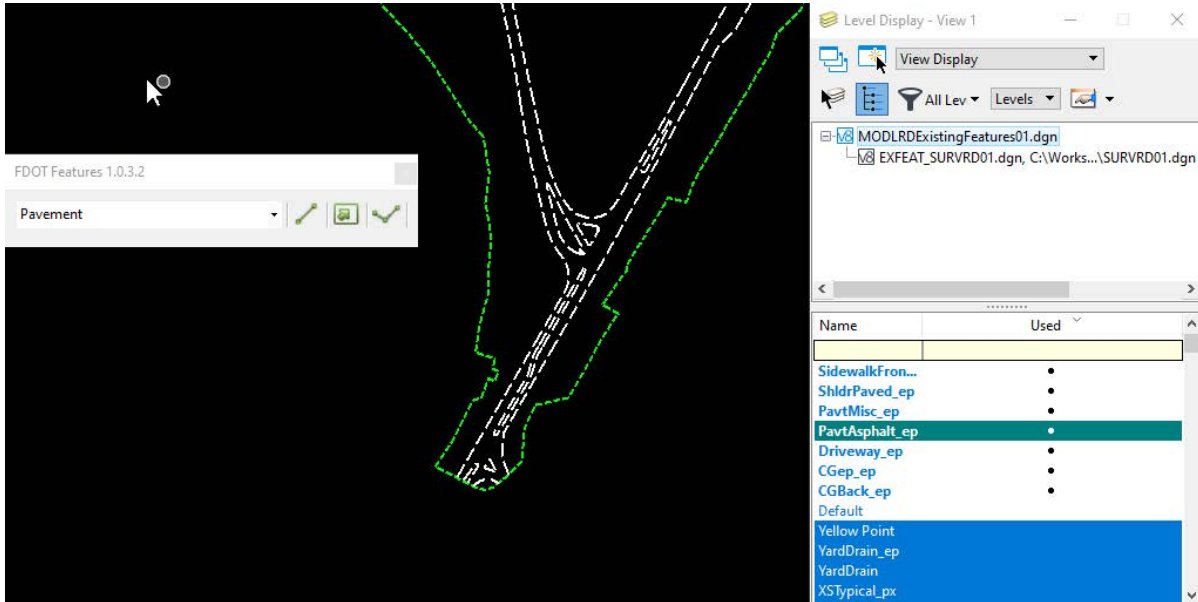 Level Display - View 1
View Display
All Lev
Levels
MODLRDExistingFeatures01.dgn
EXFEAT_SURVRD01.dgn, C:\Works...\SURVRD01.dgn
FDOT Features 1.0.3.2
Pavement
Name Used
SidewalkFron...
ShldrPaved_ep
PavtMisc_ep
PavtAsphalt_ep
Driveway_ep
CGep_ep
CGBack_ep
Default
Yellow Point
YardDrain_ep
YardDrain
XSTypical_px